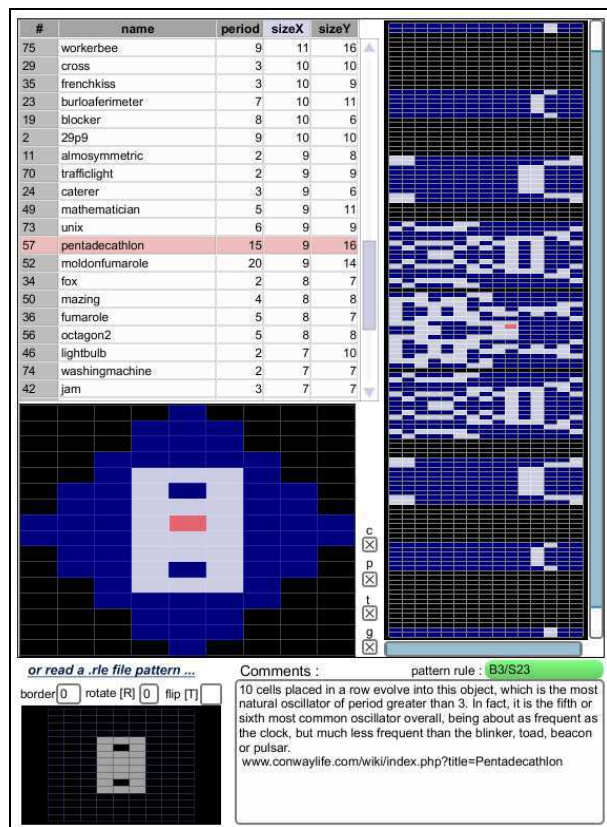 # name period sizeX sizeY
75 workerbee 9 11 16
29 cross 3 10 10
35 frenchkiss 3 10 9
23 burloaferimeter 7 10 11
19 blocker 8 10 6
2 29p9 9 10 10
11 almosymmetric 2 9 8
70 trafficlight 2 9 9
24 caterer 3 9 6
49 mathematician 5 9 11
73 unix 6 9 9
57 pentadecathlon 15 9 16
52 moldonfumarole 20 9 14
34 fox 2 8 7
50 mazing 4 8 8
36 fumarole 5 8 7
56 octagon2 5 8 8
46 lightbulb 2 7 10
74 washingmachine 2 7 7
42 jam 3 7 7
c
p
t
g
or read a .rle file pattern ...
border 0 rotate [R] 0 flip [T]
Comments : pattern rule : B3/S23
10 cells placed in a row evolve into this object, which is the most
natural oscillator of period greater than 3. In fact, it is the fifth or
sixth most common oscillator overall, being about as frequent as
the clock, but much less frequent than the blinker, toad, beacon
or pulsar.
www.conwaylife.com/wiki/index.php?title=Pentadecathlon